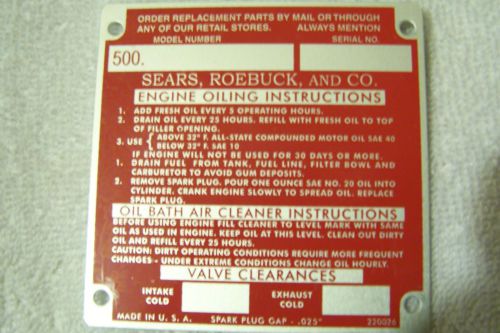 ORDER REPLACEMENT PARTS BY MAIL OR THROUGH
ANY OF OUR RETAIL STORES. ALWAYS MENTION
MODEL NUMBER SERIAL NO.
500.
SEARS, ROEBUCK, AND CO.
ENGINE OILING INSTRUCTIONS
1. ADD FRESH OIL EVERY 5 OPERATING HOURS.
2. DRAIN OIL EVERY 25 HOURS. REFILL WITH FRESH OIL TO TOP
OF FILLER OPENING.
3. USE { ABOVE 32° F. ALL-STATE COMPOUNDED MOTOR OIL SAE 40
BELOW 32° F. SAE 10
IF ENGINE WILL NOT BE USED FOR 30 DAYS OR MORE.
1. DRAIN FUEL FROM TANK, FUEL LINE, FILTER BOWL AND
CARBURETOR TO AVOID GUM DEPOSITS.
2. REMOVE SPARK PLUG. POUR ONE OUNCE SAE NO. 20 OIL INTO
CYLINDER. CRANK ENGINE SLOWLY TO SPREAD OIL. REPLACE
SPARK PLUG.
OIL BATH AIR CLEANER INSTRUCTIONS
BEFORE USING ENGINE FILL CLEANER TO LEVEL MARK WITH SAME
OIL AS USED IN ENGINE. KEEP OIL AT THIS LEVEL. CLEAN OUT DIRTY
OIL AND REFILL EVERY 25 HOURS.
CAUTION: DIRTY OPERATING CONDITIONS REQUIRE MORE FREQUENT
CHANGES - UNDER EXTREME CONDITIONS CHANGE OIL HOURLY.
VALVE CLEARANCES
INTAKE COLD EXHAUST COLD
MADE IN U.S.A. SPARK PLUG GAP - .025" 220026